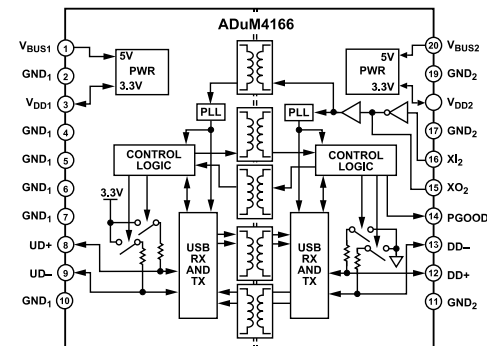 ADuM4166
VBUS1
1
GND1
2
VDD1
3
GND1
4
GND1
5
GND1
6
GND1
7
UD+
8
UD–
9
GND1
10
5V
PWR
3.3V
PLL
CONTROL
LOGIC
3.3V
USB
RX
AND
TX
5V
PWR
3.3V
PLL
CONTROL
LOGIC
USB
RX
AND
TX
20
VBUS2
19
GND2
VDD2
17
GND2
16
XI2
15
XO2
14
PGOOD
13
DD–
12
DD+
11
GND2